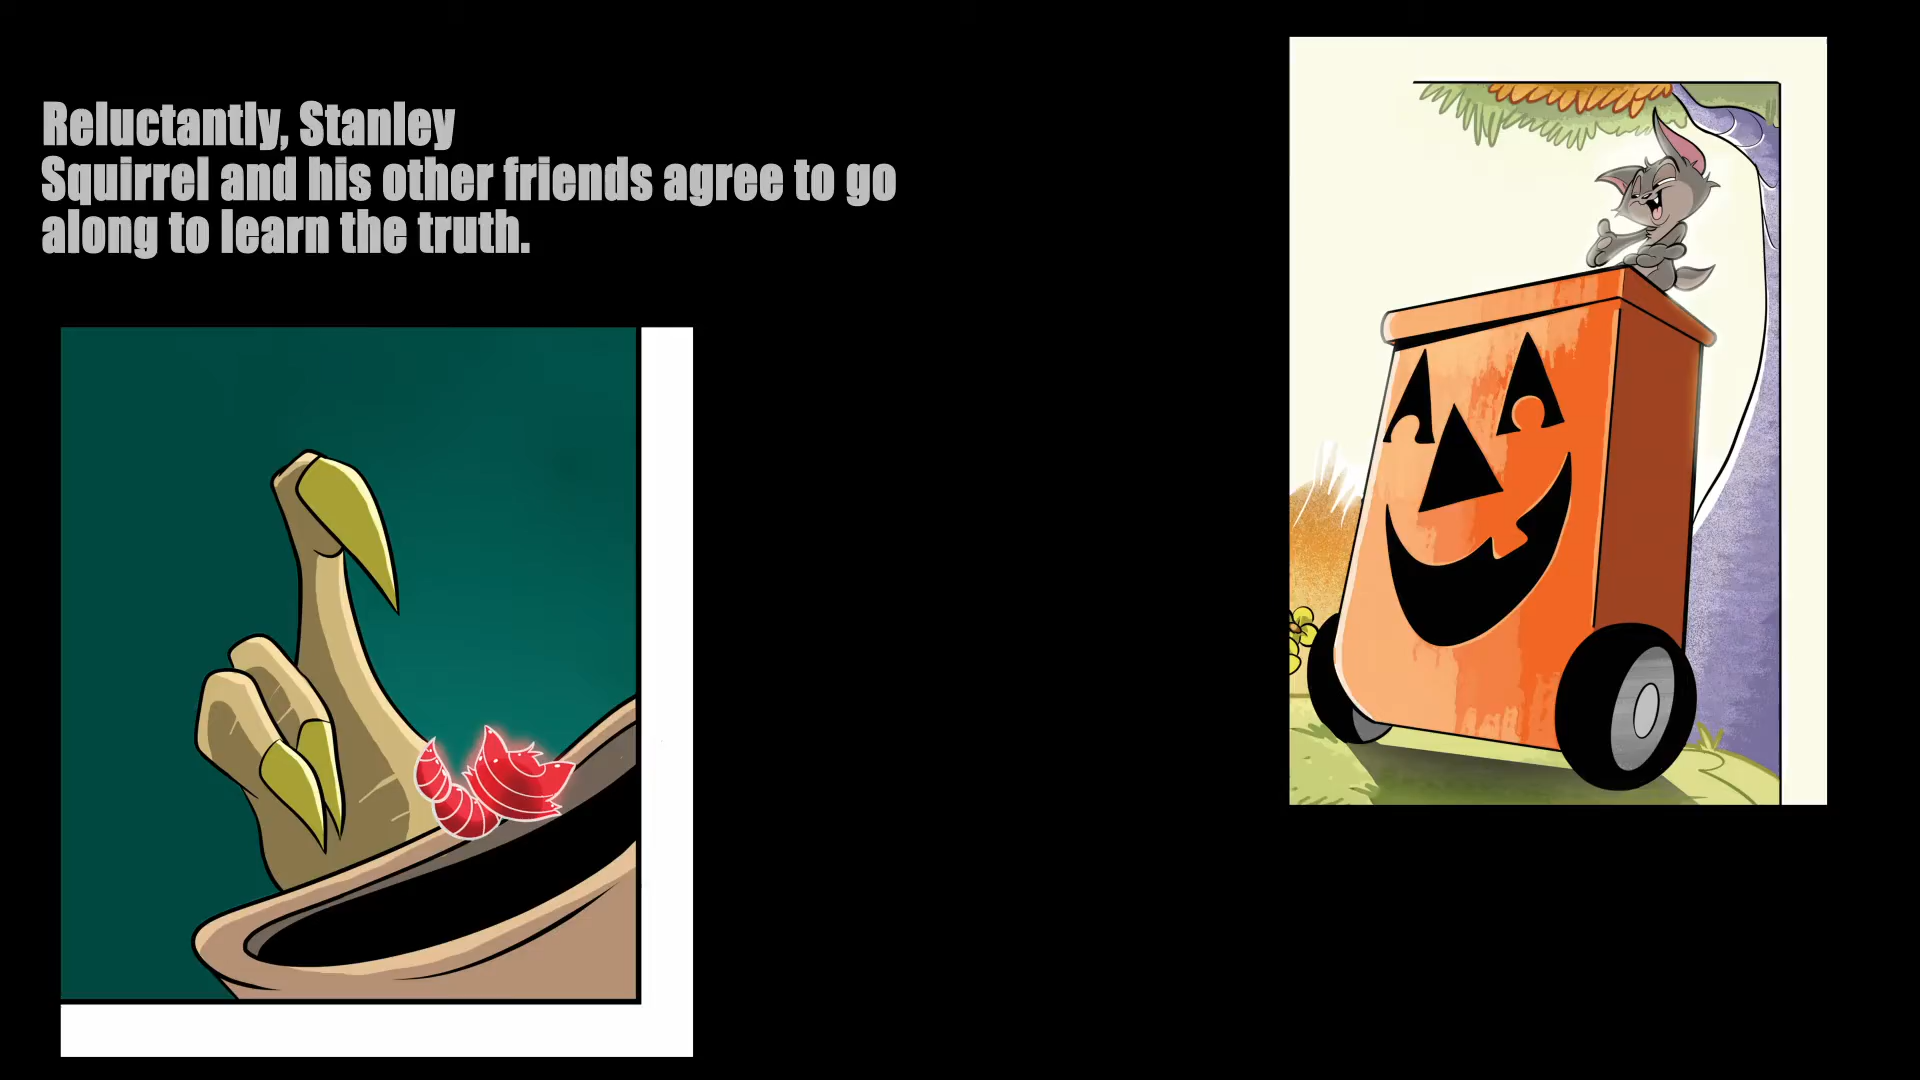 Reluctantly, Stanley
Squirrel and his other friends agree to go
along to learn the truth.